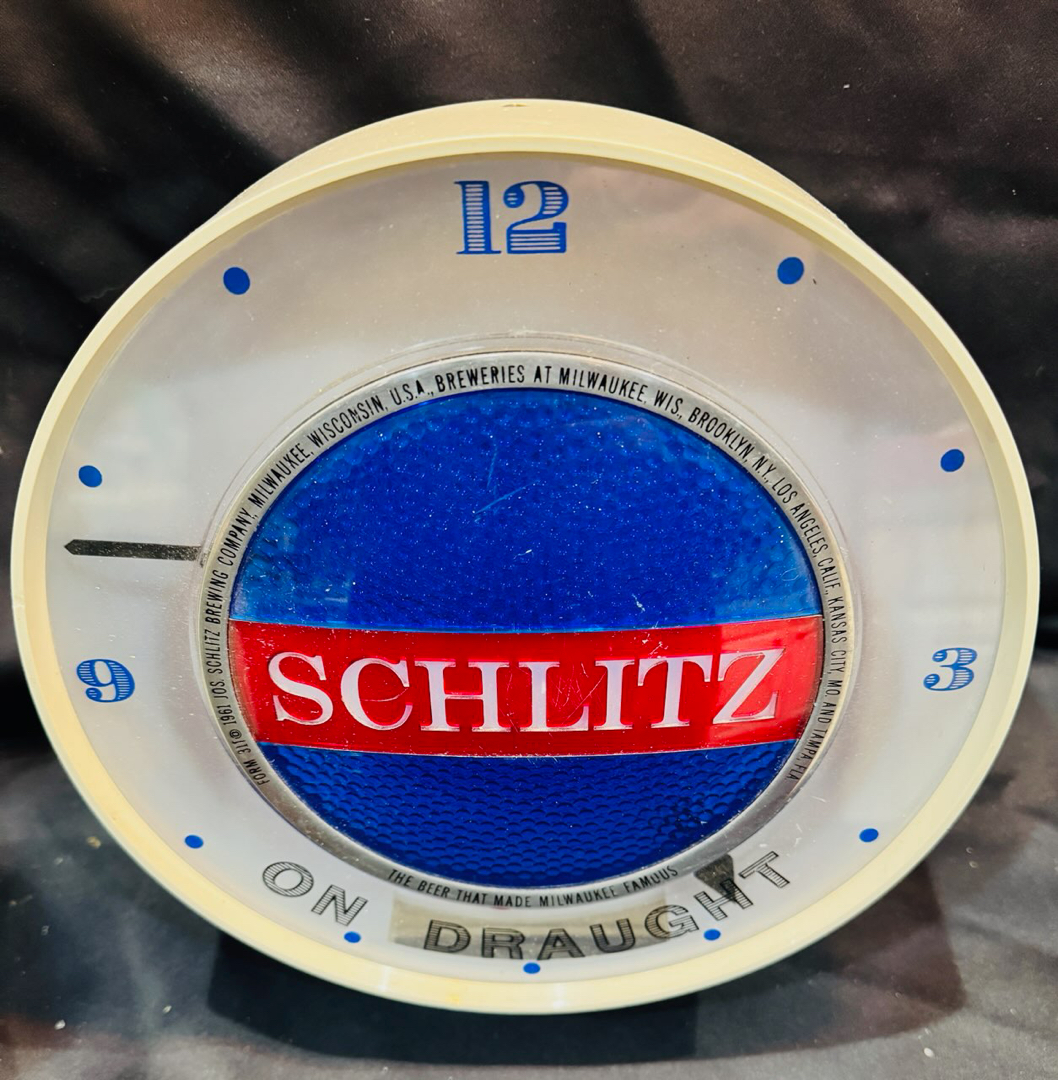 12
FORM 31 © 1961 JOS. SCHLITZ BREWING COMPANY, MILWAUKEE, WISCONSIN, U.S.A., BREWERIES AT MILWAUKEE, WIS., BROOKLYN, N.Y., LOS ANGELES, CALIF., KANSAS CITY, MO. AND TAMPA FLA
9
3
SCHLITZ
THE BEER THAT MADE MILWAUKEE FAMOUS
ON DRAUGHT